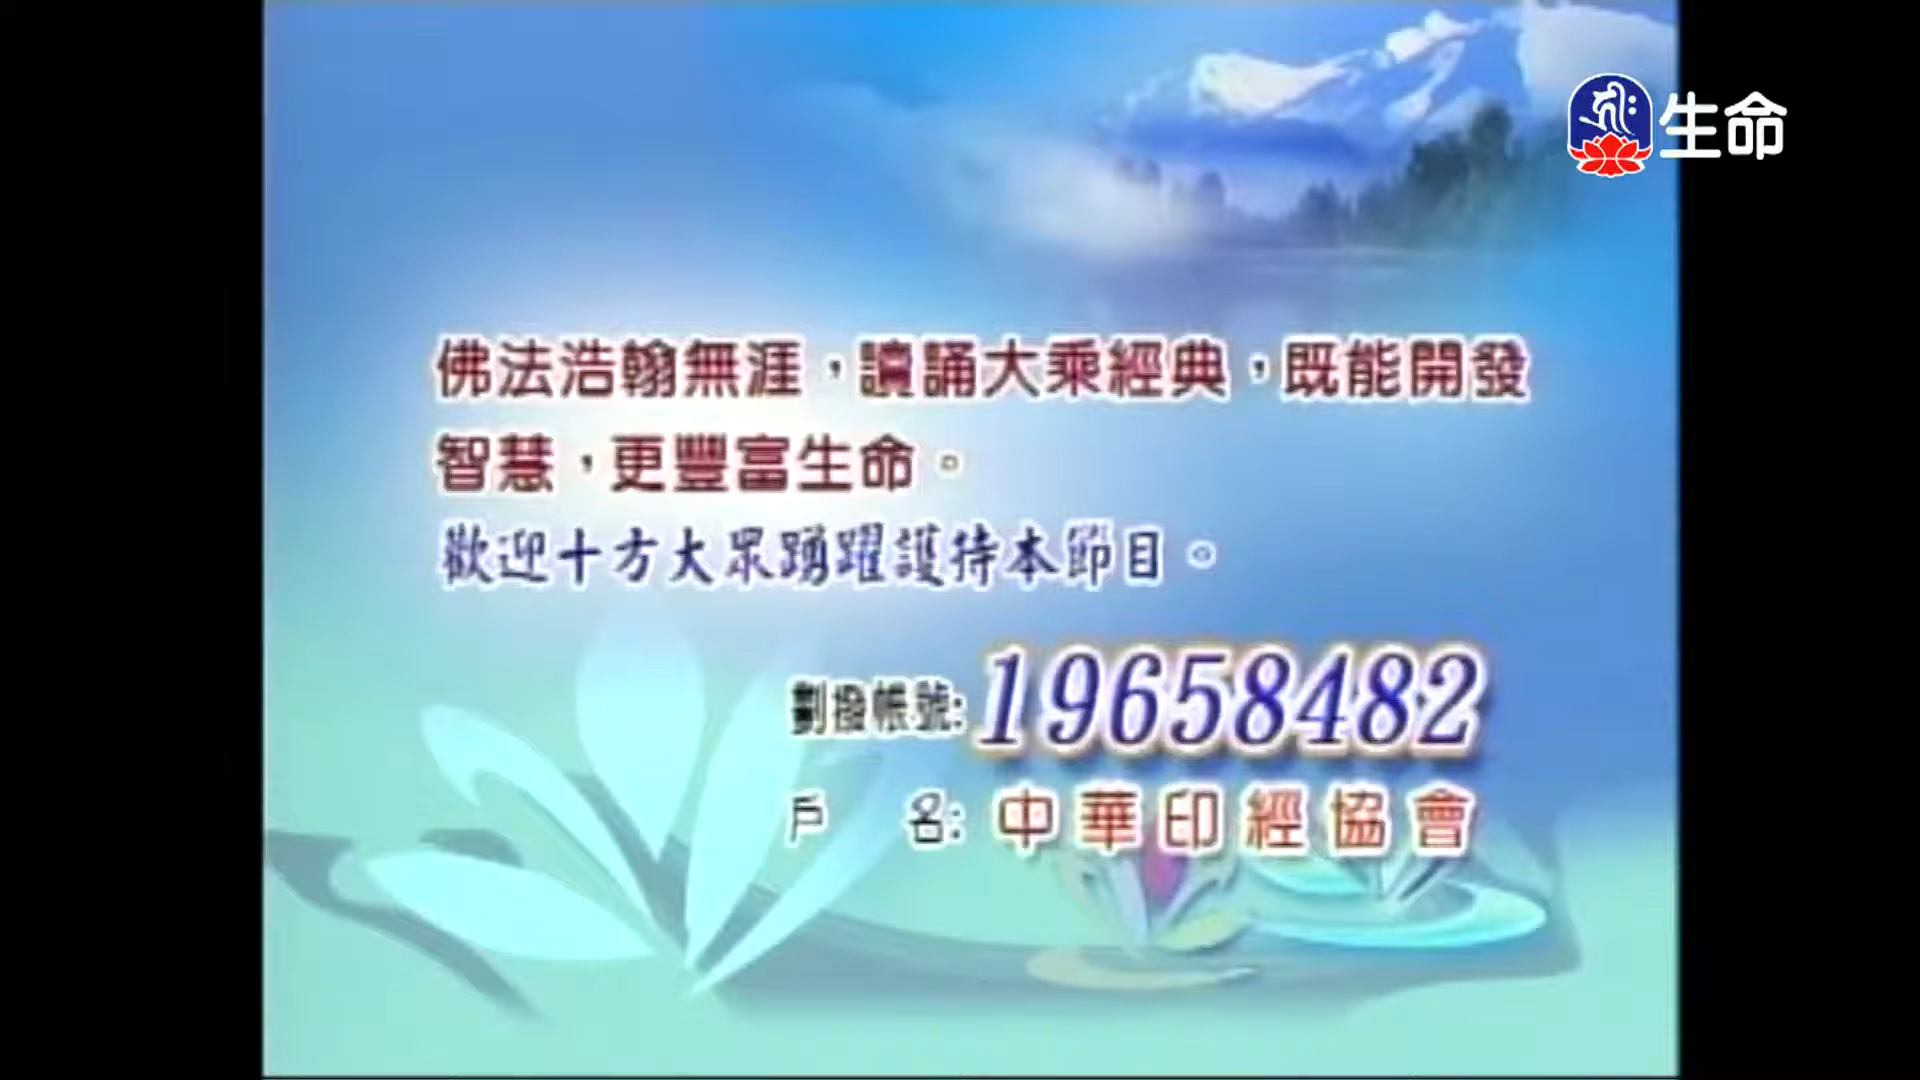 生命
佛法浩翰無涯，讀誦大乘經典，既能開發
智慧，更豐富生命。
歡迎十方大眾踴躍護持本節目。
劃撥帳號: 19658482
戶 名: 中華印經協會